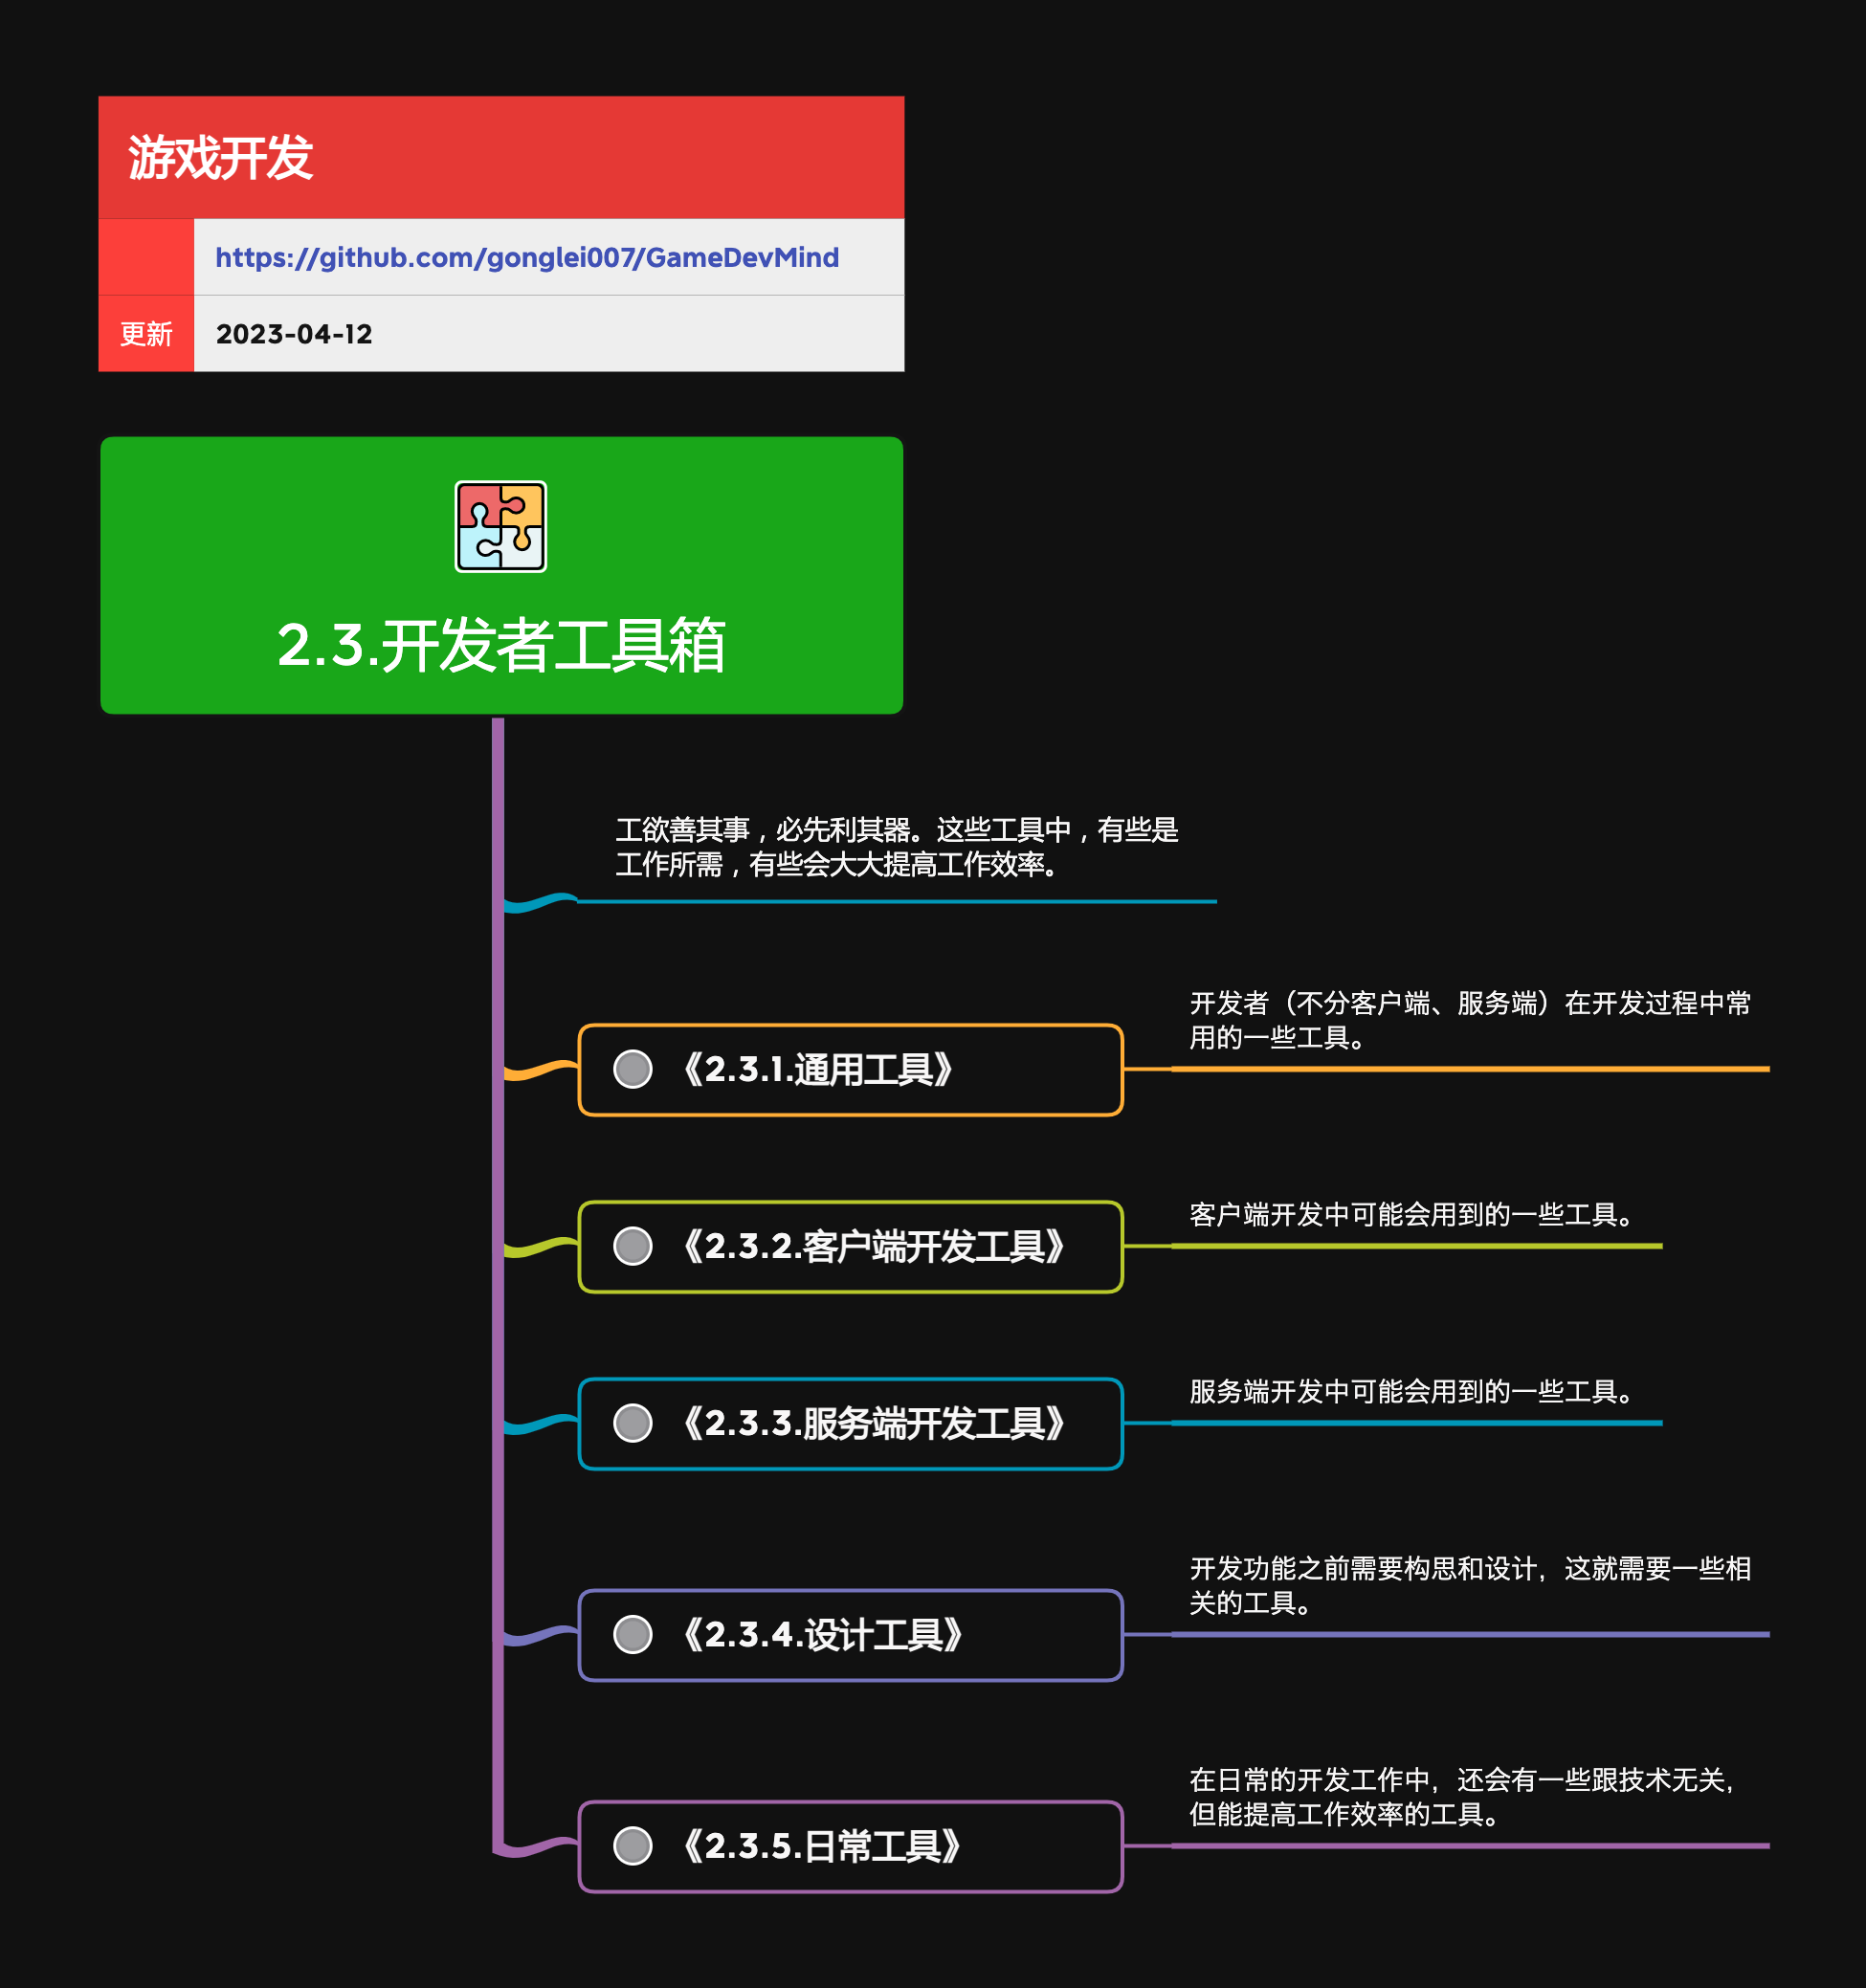 游戏开发
https://github.com/gonglei007/GameDevMind
更新 2023-04-12
2.3.开发者工具箱
工欲善其事，必先利其器。这些工具中，有些是
工作所需，有些会大大提高工作效率。
《2.3.1.通用工具》
开发者（不分客户端、服务端）在开发过程中常
用的一些工具。
《2.3.2.客户端开发工具》
客户端开发中可能会用到的一些工具。
《2.3.3.服务端开发工具》
服务端开发中可能会用到的一些工具。
《2.3.4.设计工具》
开发功能之前需要构思和设计，这就需要一些相
关的工具。
《2.3.5.日常工具》
在日常的开发工作中，还会有一些跟技术无关，
但能提高工作效率的工具。